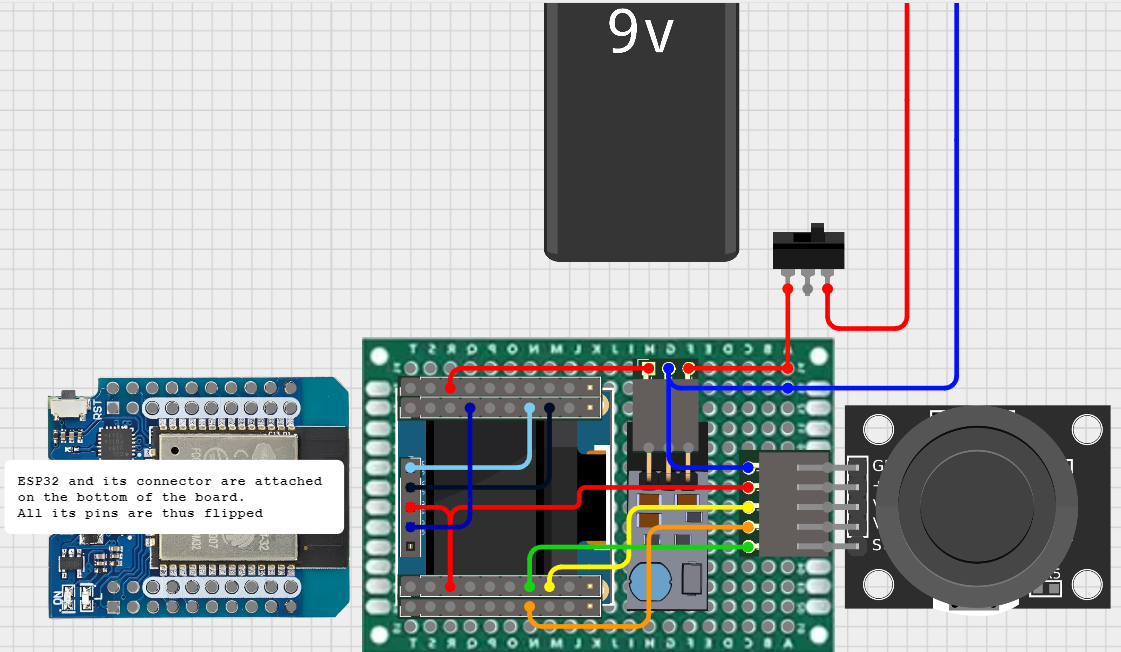 9v
RST
ESP32 and its connector are attached
on the bottom of the board.
All its pins are thus flipped
T S R Q P O N M L K J I H G F E D C B A
G
V
S